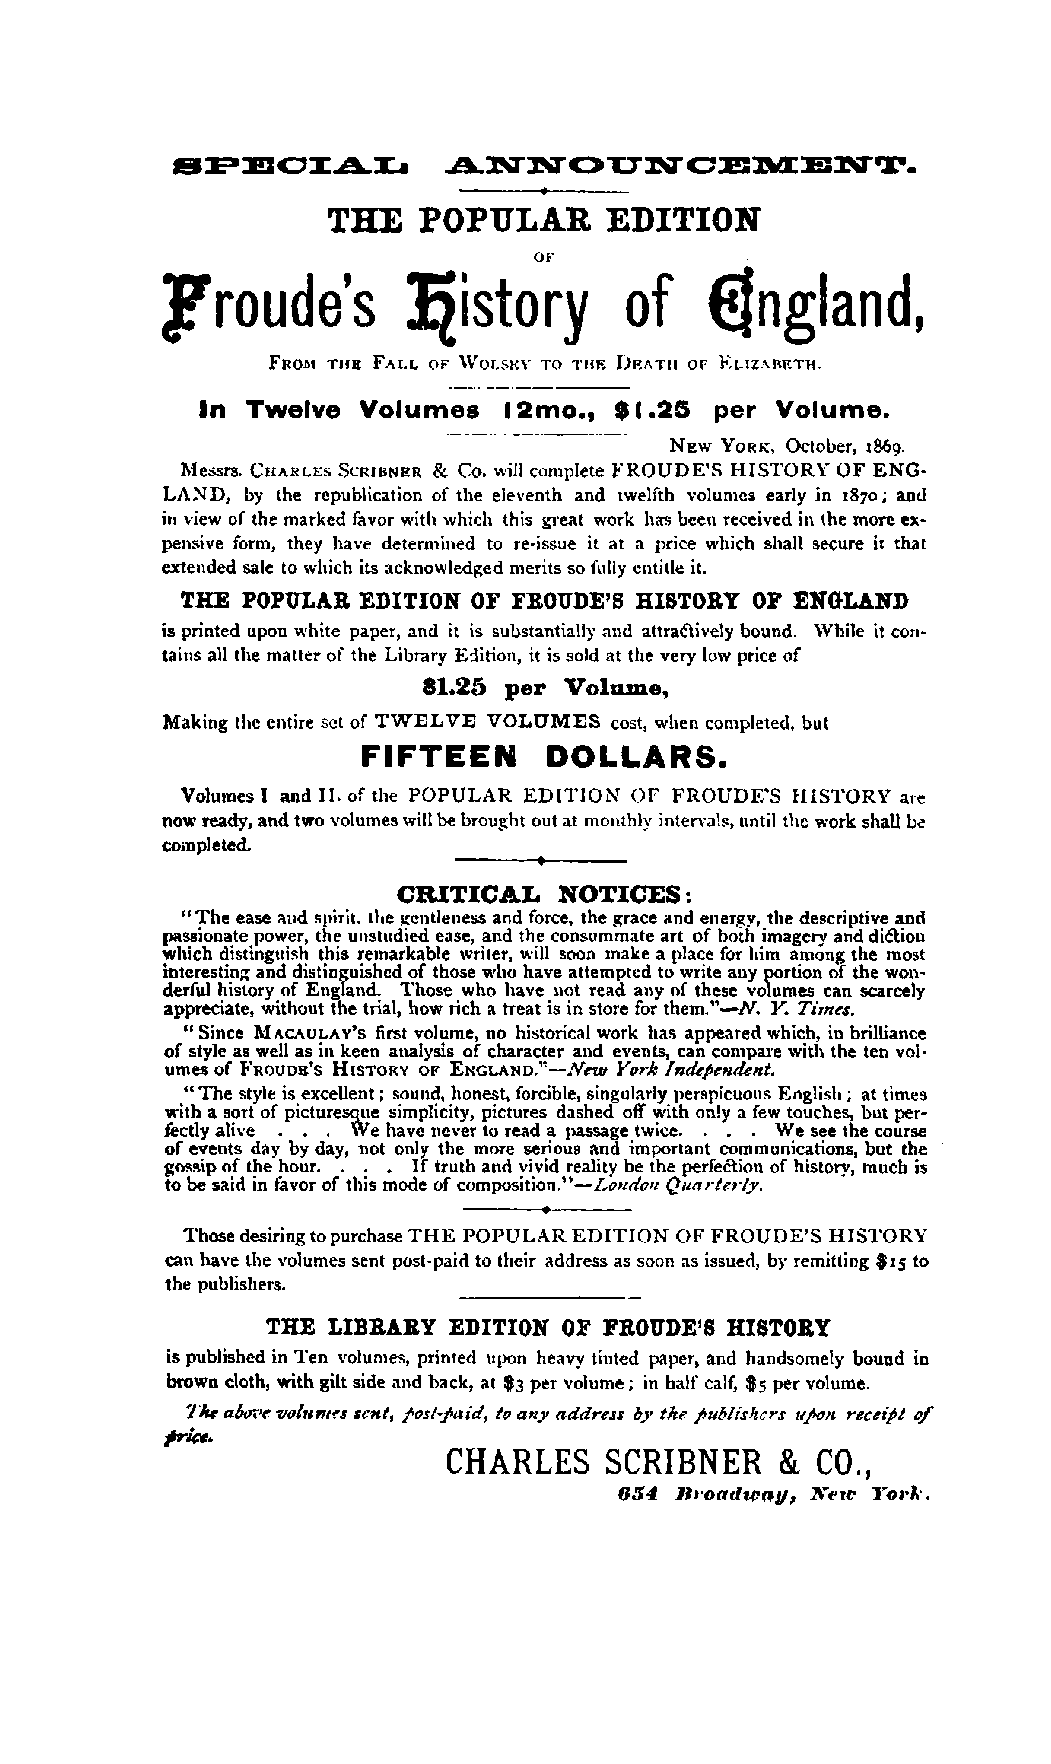 SPECIAL ANNOUNCEMENT.
THE POPULAR EDITION
OF
Froude's History of England,
FROM THE FALL OF WOLSEY TO THE DEATH OF ELIZABETH.
In Twelve Volumes 12mo., $1.25 per Volume.
NEW YORK, October, 1869.
Messrs. CHARLES SCRIBNER & Co. will complete FROUDE'S HISTORY OF ENG-
LAND, by the republication of the eleventh and twelfth volumes early in 1870; and
in view of the marked favor with which this great work has been received in the more ex-
pensive form, they have determined to re-issue it at a price which shall secure it that
extended sale to which its acknowledged merits so fully entitle it.
THE POPULAR EDITION OF FROUDE'S HISTORY OF ENGLAND
is printed upon white paper, and it is substantially and attractively bound. While it con-
tains all the matter of the Library Edition, it is sold at the very low price of
$1.25 per Volume,
Making the entire set of TWELVE VOLUMES cost, when completed, but
FIFTEEN DOLLARS.
Volumes I and II. of the POPULAR EDITION OF FROUDE'S HISTORY are
now ready, and two volumes will be brought out at monthly intervals, until the work shall be
completed.
CRITICAL NOTICES:
"The ease and spirit, the gentleness and force, the grace and energy, the descriptive and
passionate power, the unstudied ease, and the consummate art of both imagery and diction
which distinguish this remarkable writer, will soon make a place for him among the most
interesting and distinguished of those who have attempted to write any portion of the won-
derful history of England. Those who have not read any of these volumes can scarcely
appreciate, without the trial, how rich a treat is in store for them."—N. Y. Times.
"Since MACAULAY'S first volume, no historical work has appeared which, in brilliance
of style as well as in keen analysis of character and events, can compare with the ten vol-
umes of FROUDE'S HISTORY OF ENGLAND."—New York Independent.
"The style is excellent; sound, honest, forcible, singularly perspicuous English; at times
with a sort of picturesque simplicity, pictures dashed off with only a few touches, but per-
fectly alive . . . We have never to read a passage twice. . . . We see the course
of events day by day, not only the more serious and important communications, but the
gossip of the hour. . . . If truth and vivid reality be the perfection of history, much is
to be said in favor of this mode of composition."—London Quarterly.
Those desiring to purchase THE POPULAR EDITION OF FROUDE'S HISTORY
can have the volumes sent post-paid to their address as soon as issued, by remitting $15 to
the publishers.
THE LIBRARY EDITION OF FROUDE'S HISTORY
is published in Ten volumes, printed upon heavy tinted paper, and handsomely bound in
brown cloth, with gilt side and back, at $3 per volume; in half calf, $5 per volume.
The above volumes sent, post-paid, to any address by the publishers upon receipt of
price.
CHARLES SCRIBNER & CO.,
654 Broadway, New York.